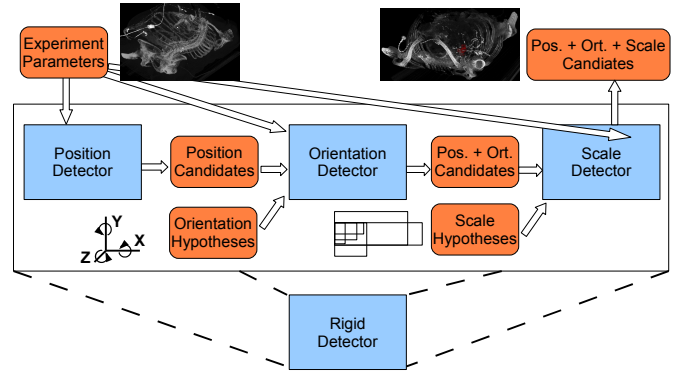 Experiment
Parameters
Pos. + Ort. + Scale
Candiates
Position
Detector
Position
Candidates
Orientation
Detector
Pos. + Ort.
Candidates
Scale
Detector
Orientation
Hypotheses
Scale
Hypotheses
Y
X
Z
Rigid
Detector